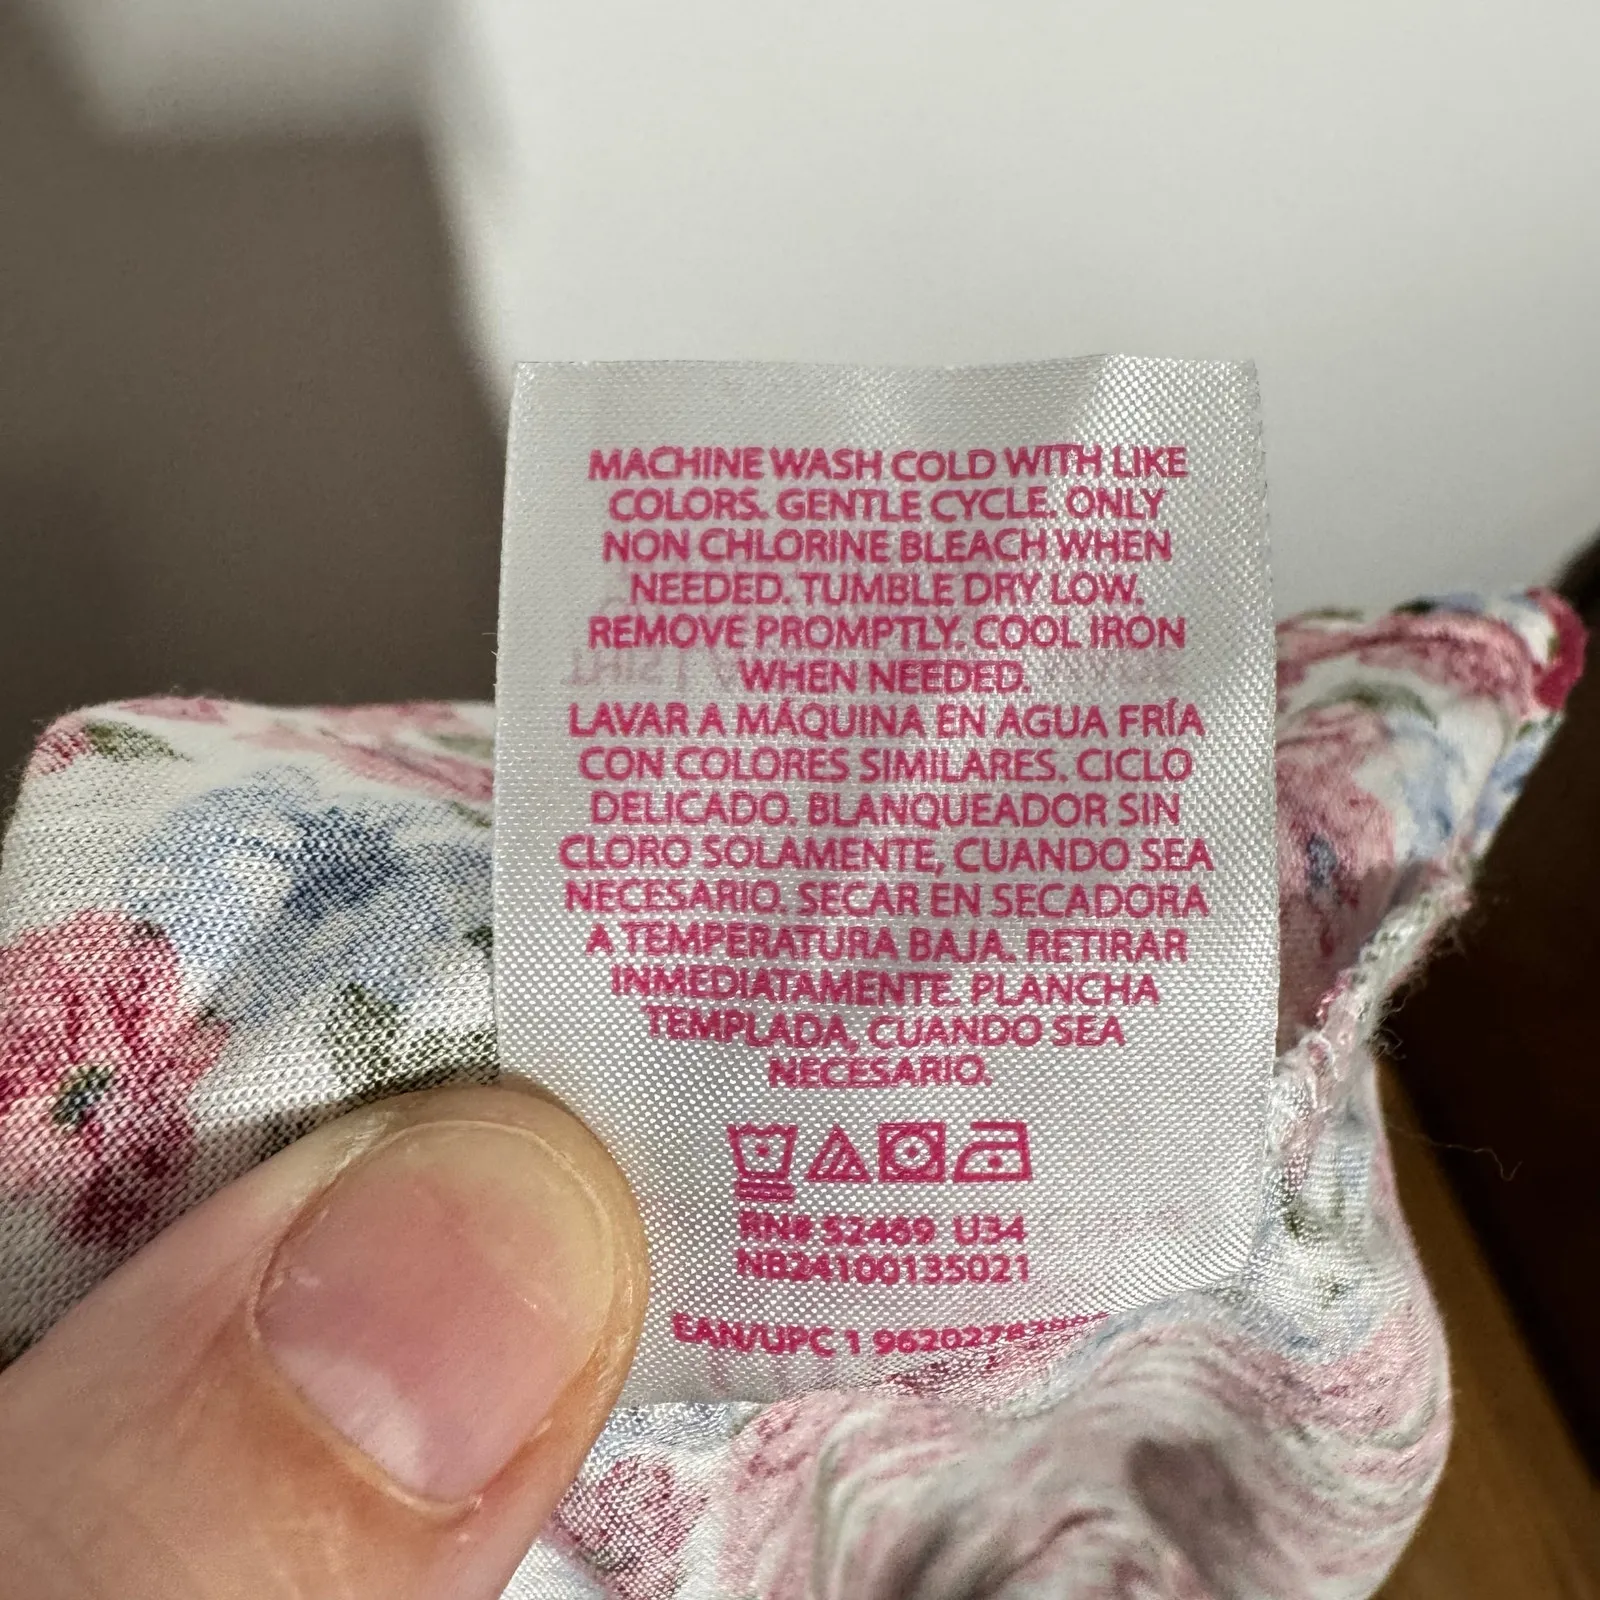 MACHINE WASH COLD WITH LIKE
COLORS. GENTLE CYCLE. ONLY
NON CHLORINE BLEACH WHEN
NEEDED. TUMBLE DRY LOW.
REMOVE PROMPTLY. COOL IRON
WHEN NEEDED.
LAVAR A MÁQUINA EN AGUA FRÍA
CON COLORES SIMILARES. CICLO
DELICADO. BLANQUEADOR SIN
CLORO SOLAMENTE, CUANDO SEA
NECESARIO. SECAR EN SECADORA
A TEMPERATURA BAJA. RETIRAR
INMEDIATAMENTE. PLANCHA
TEMPLADA, CUANDO SEA
NECESARIO.
RN# 52469 U34
NB24100135021
EAN/UPC 1